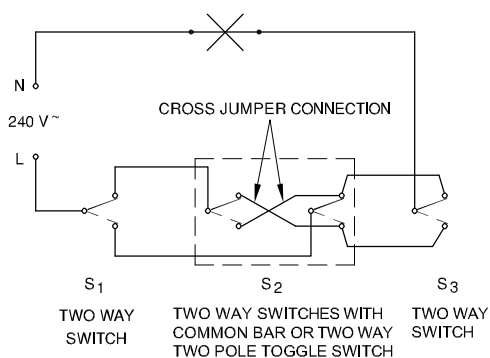 N
240 V~
L
CROSS JUMPER CONNECTION
S1
TWO WAY
SWITCH
S2
TWO WAY SWITCHES WITH
COMMON BAR OR TWO WAY
TWO POLE TOGGLE SWITCH
S3
TWO WAY
SWITCH